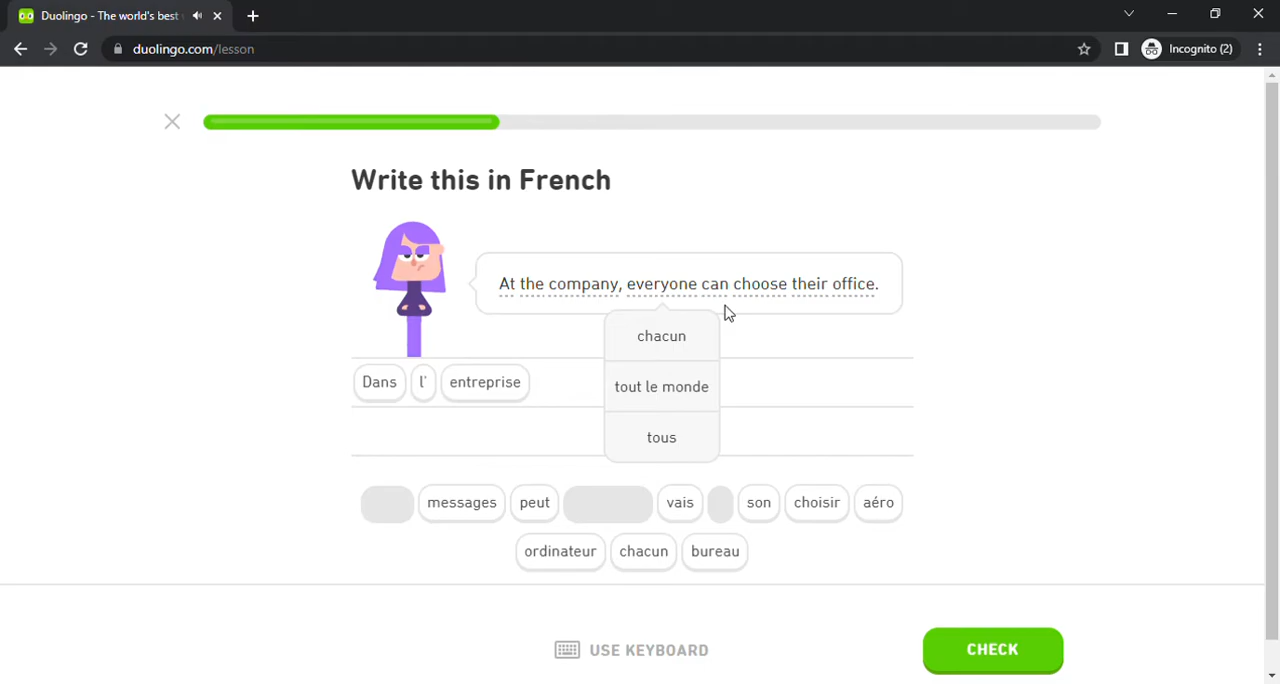 Duolingo - The world's best
duolingo.com/lesson
Incognito (2)
Write this in French
At the company, everyone can choose their office.
chacun
tout le monde
tous
Dans l' entreprise
messages peut vais son choisir aéro
ordinateur chacun bureau
USE KEYBOARD
CHECK